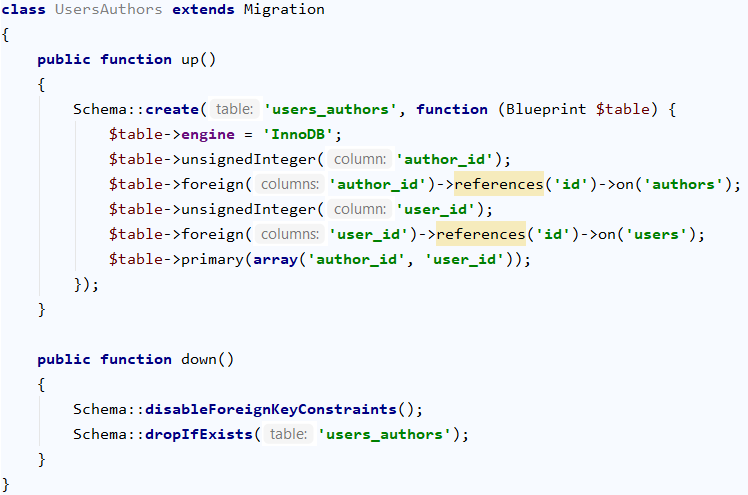 class UsersAuthors extends Migration
{
    public function up()
    {
        Schema::create( table: 'users_authors', function (Blueprint $table) {
            $table->engine = 'InnoDB';
            $table->unsignedInteger( column: 'author_id');
            $table->foreign( columns: 'author_id')->references('id')->on('authors');
            $table->unsignedInteger( column: 'user_id');
            $table->foreign( columns: 'user_id')->references('id')->on('users');
            $table->primary(array('author_id', 'user_id'));
        });
    }

    public function down()
    {
        Schema::disableForeignKeyConstraints();
        Schema::dropIfExists( table: 'users_authors');
    }
}